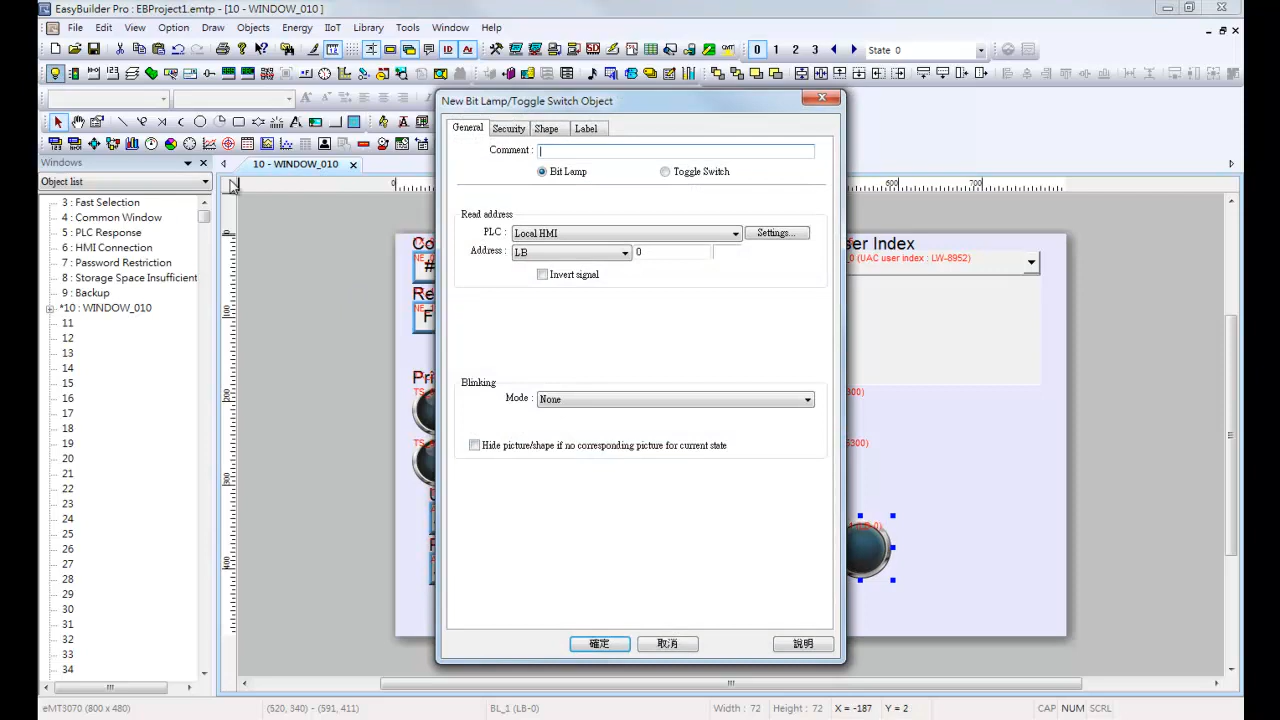 EasyBuilder Pro : EBProject1.emtp - [10 - WINDOW_010 ]
File Edit View Option Draw Objects Energy IIoT Library Tools Window Help
0 1 2 3 State 0
Windows
10 - WINDOW_010
Object list
3 : Fast Selection
4 : Common Window
5 : PLC Response
6 : HMI Connection
7 : Password Restriction
8 : Storage Space Insufficient
9 : Backup
*10 : WINDOW_010
11
12
13
14
15
16
17
18
19
20
21
22
23
24
25
26
27
28
29
30
31
32
33
34
0
600
700
New Bit Lamp/Toggle Switch Object
General Security Shape Label
Comment :
Bit Lamp Toggle Switch
Read address
PLC : Local HMI Settings...
Address : LB 0
Invert signal
Blinking
Mode : None
Hide picture/shape if no corresponding picture for current state
確定 取消 說明
er Index
_0 (UAC user index : LW-8952)
eMT3070 (800 x 480) (520, 340) - (591, 411) BL_1 (LB-0) Width : 72 Height : 72 X = -187 Y = 2 CAP NUM SCRL